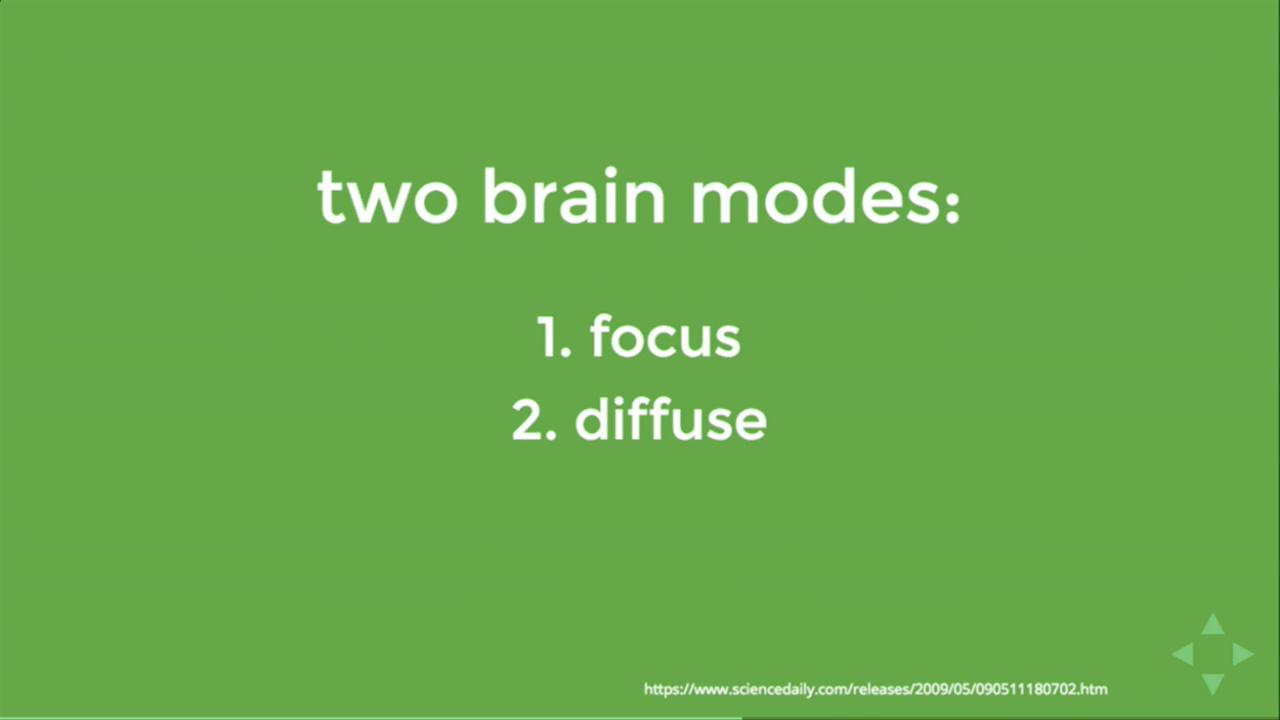 two brain modes:
1. focus
2. diffuse
https://www.sciencedaily.com/releases/2009/05/090511180702.htm